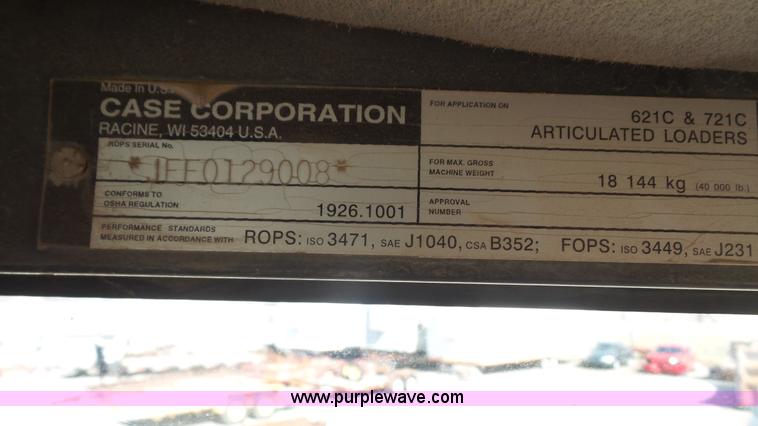 Made in U.S.
CASE CORPORATION
RACINE, WI 53404 U.S.A.
ROPS SERIAL No.
*JEE0129008*
CONFORMS TO
OSHA REGULATION
1926.1001
PERFORMANCE STANDARDS
MEASURED IN ACCORDANCE WITH
ROPS: ISO 3471, SAE J1040, CSA B352; FOPS: ISO 3449, SAE J231
FOR APPLICATION ON
621C & 721C
ARTICULATED LOADERS
FOR MAX. GROSS
MACHINE WEIGHT
18 144 kg (40 000 lb.)
APPROVAL
NUMBER
www.purplewave.com